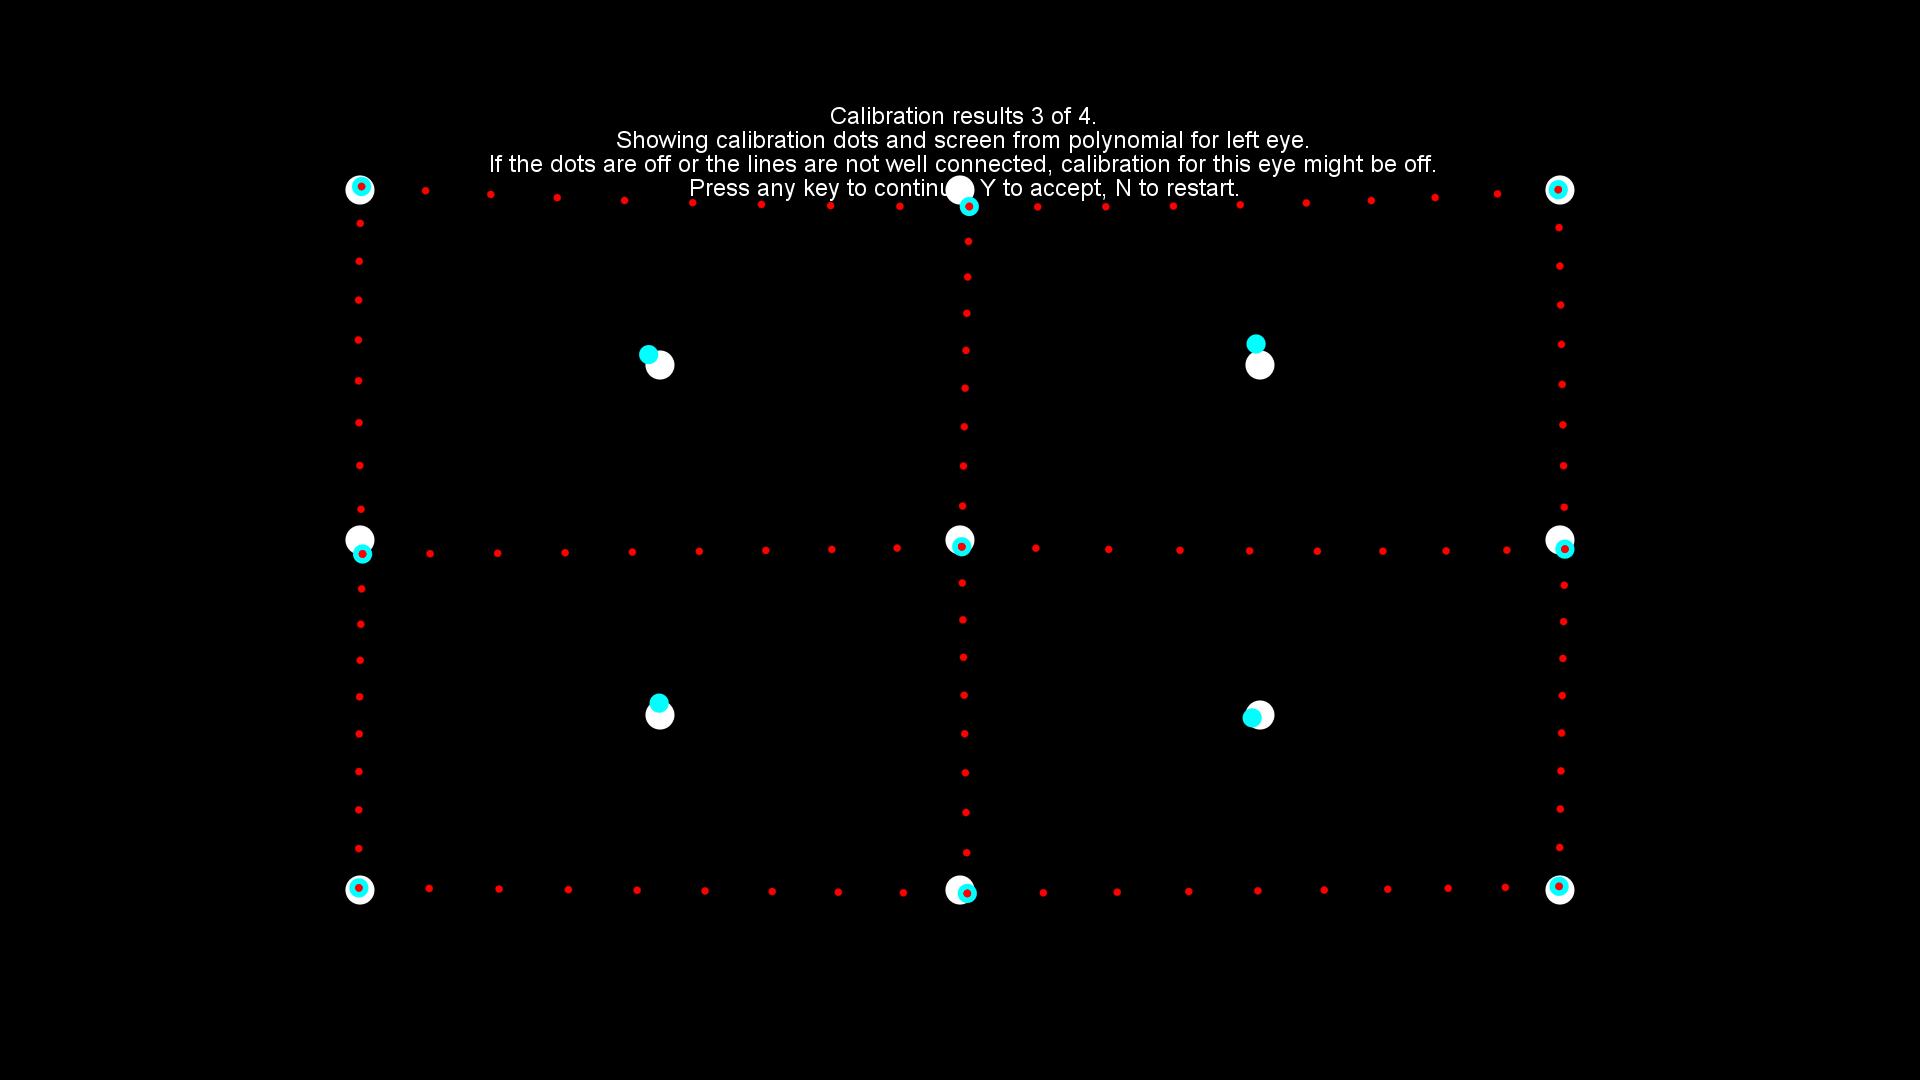 Calibration results 3 of 4.
Showing calibration dots and screen from polynomial for left eye.
If the dots are off or the lines are not well connected, calibration for this eye might be off.
Press any key to continu Y to accept, N to restart.